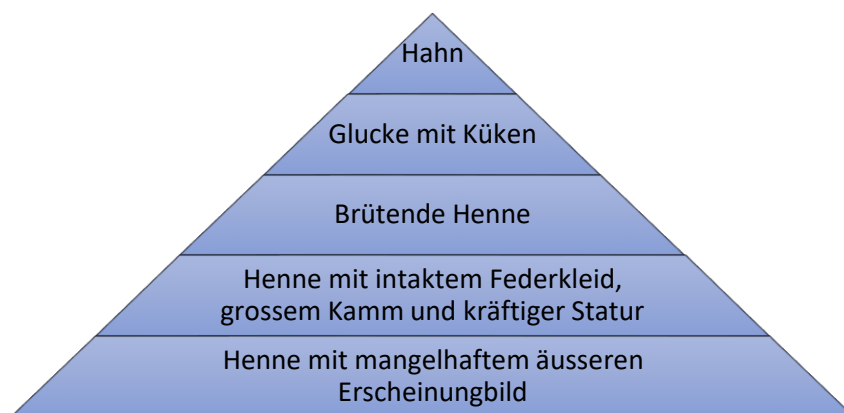 Hahn
Glucke mit Küken
Brütende Henne
Henne mit intaktem Federkleid,
grossem Kamm und kräftiger Statur
Henne mit mangelhaftem äusseren
Erscheinungbild